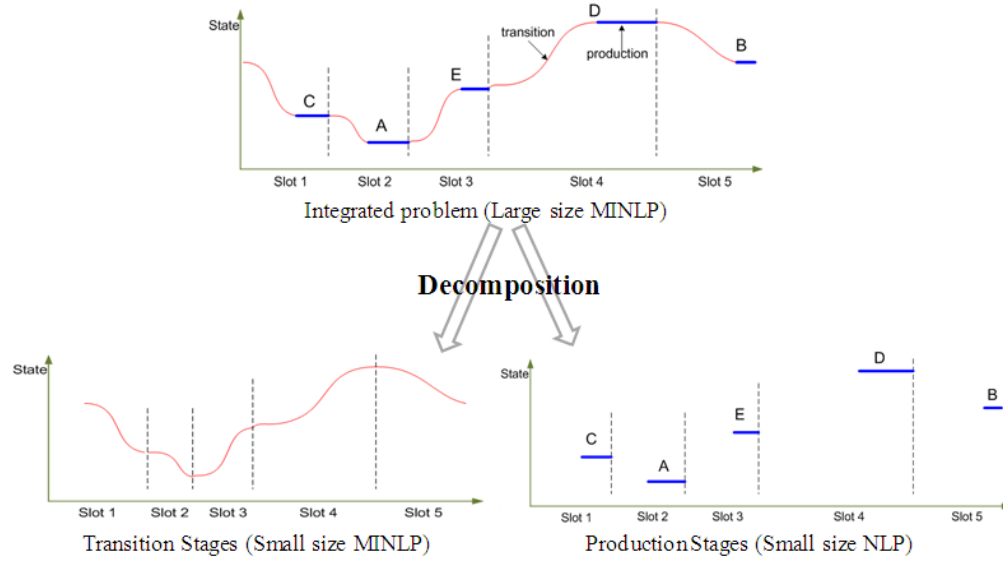 State
D
transition
production
B
E
C
A
Slot 1 Slot 2 Slot 3 Slot 4 Slot 5
Integrated problem (Large size MINLP)
Decomposition
State
Slot 1 Slot 2 Slot 3 Slot 4 Slot 5
Transition Stages (Small size MINLP)
State
D
B
E
C
A
Slot 1 Slot 2 Slot 3 Slot 4 Slot 5
Production Stages (Small size NLP)